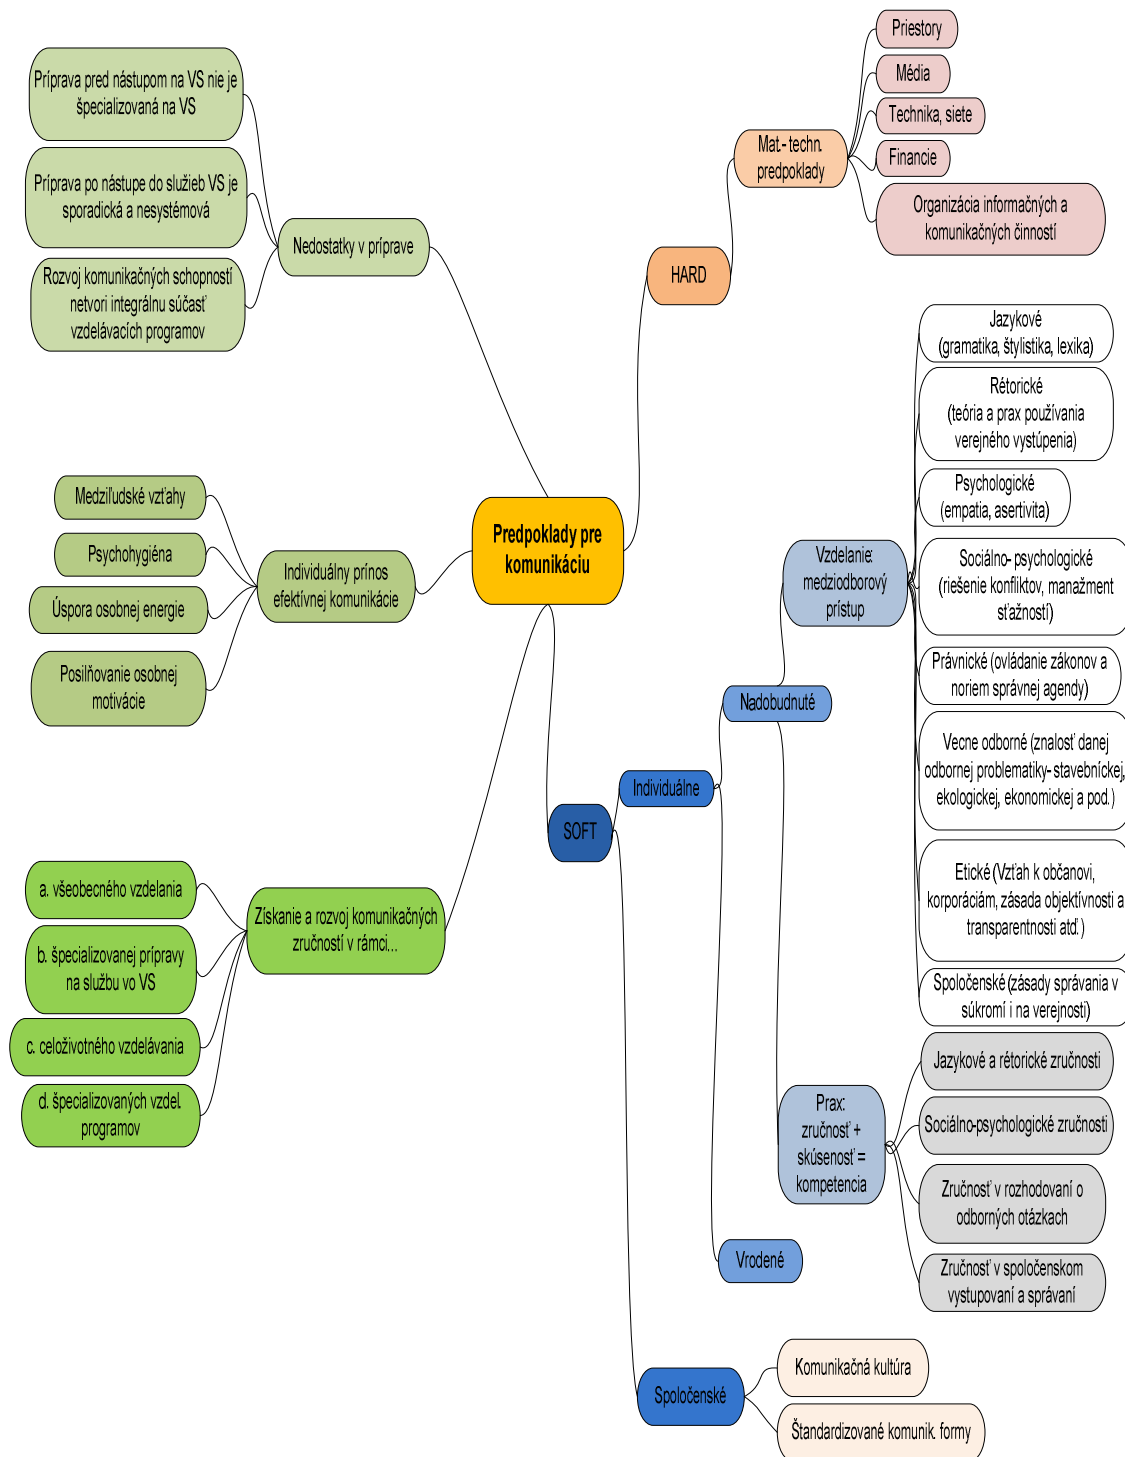 Predpoklady pre
komunikáciu
Nedostatky v príprave
Príprava pred nástupom na VS nie je
špecializovaná na VS
Príprava po nástupe do služieb VS je
sporadická a nesystémová
Rozvoj komunikačných schopností
netvori integrálnu súčasť
vzdelávacích programov
Individuálny prínos
efektívnej komunikácie
Medziľudské vzťahy
Psychohygiéna
Úspora osobnej energie
Posilňovanie osobnej
motivácie
Získanie a rozvoj komunikačných
zručností v rámci...
a. všeobecného vzdelania
b. špecializovanej prípravy
na službu vo VS
c. celoživotného vzdelávania
d. špecializovaných vzdel.
programov
HARD
Mat.- techn.
predpoklady
Priestory
Média
Technika, siete
Financie
Organizácia informačných a
komunikačných činností
SOFT
Individuálne
Nadobudnuté
Vzdelanie:
medziodborový
prístup
Jazykové
(gramatika, štylistika, lexika)
Rétorické
(teória a prax používania
verejného vystúpenia)
Psychologické
(empatia, asertivita)
Sociálno- psychologické
(riešenie konfliktov, manažment
sťažností)
Právnické (ovládanie zákonov a
noriem správnej agendy)
Vecne odborné (znalosť danej
odbornej problematiky- stavebníckej,
ekologickej, ekonomickej a pod.)
Etické (Vzťah k občanovi,
korporáciám, zásada objektívnosti a
transparentnosti atď.)
Spoločenské (zásady správania v
súkromí i na verejnosti)
Prax:
zručnosť +
skúsenosť =
kompetencia
Jazykové a rétorické zručnosti
Sociálno-psychologické zručnosti
Zručnosť v rozhodovaní o
odborných otázkach
Zručnosť v spoločenskom
vystupovaní a správaní
Vrodené
Spoločenské
Komunikačná kultúra
Štandardizované komunik. formy